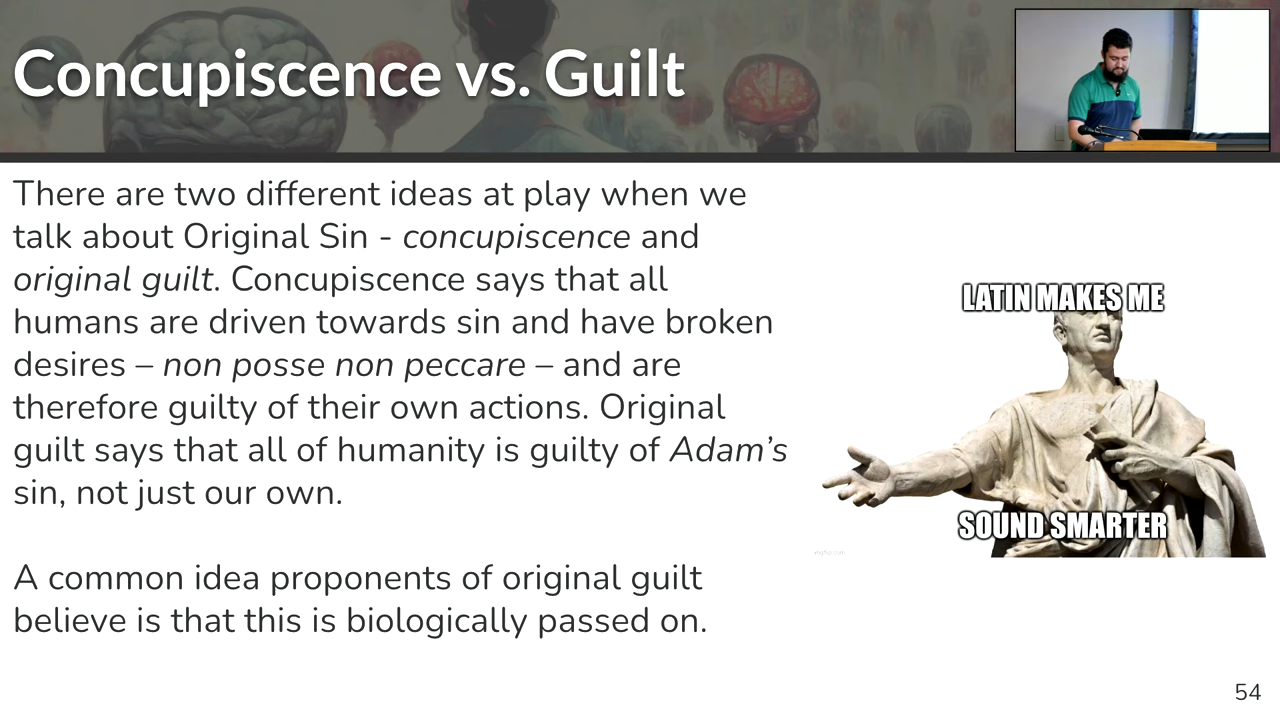 Concupiscence vs. Guilt
There are two different ideas at play when we
talk about Original Sin - concupiscence and
original guilt. Concupiscence says that all
humans are driven towards sin and have broken
desires – non posse non peccare – and are
therefore guilty of their own actions. Original
guilt says that all of humanity is guilty of Adam’s
sin, not just our own.
A common idea proponents of original guilt
believe is that this is biologically passed on.
LATIN MAKES ME
SOUND SMARTER
imgflip.com
54